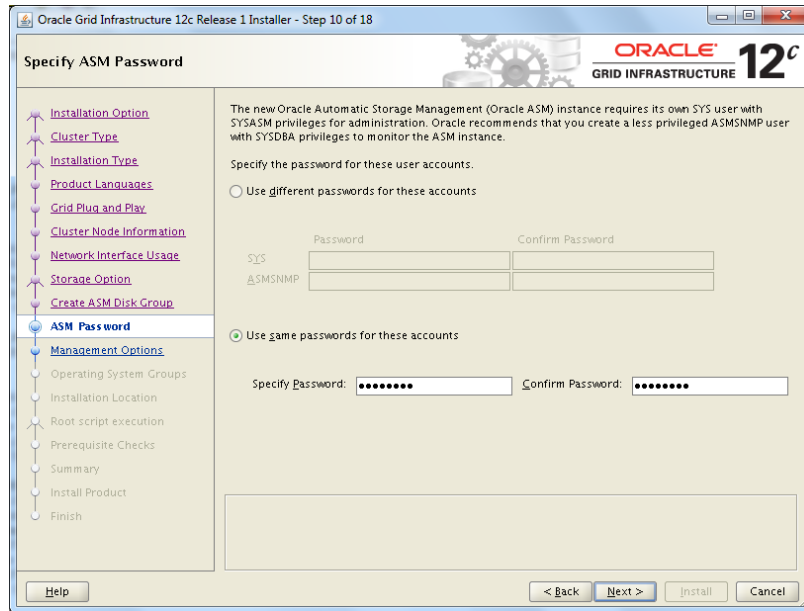 Oracle Grid Infrastructure 12c Release 1 Installer - Step 10 of 18
Specify ASM Password
ORACLE
GRID INFRASTRUCTURE 12c
Installation Option
Cluster Type
Installation Type
Product Languages
Grid Plug and Play
Cluster Node Information
Network Interface Usage
Storage Option
Create ASM Disk Group
ASM Password
Management Options
Operating System Groups
Installation Location
Root script execution
Prerequisite Checks
Summary
Install Product
Finish
The new Oracle Automatic Storage Management (Oracle ASM) instance requires its own SYS user with
SYSASM privileges for administration. Oracle recommends that you create a less privileged ASMSNMP user
with SYSDBA privileges to monitor the ASM instance.
Specify the password for these user accounts.
Use different passwords for these accounts
Password Confirm Password
SYS
ASMSNMP
Use same passwords for these accounts
Specify Password: •••••••• Confirm Password: ••••••••
Help < Back Next > Install Cancel